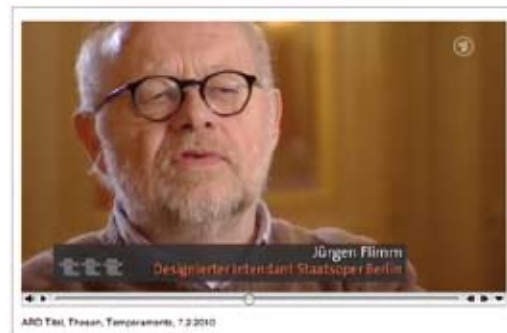 Jürgen Flimm
ttt Designierter Intendant Staatsoper Berlin
ARD Titel, Thesen, Temperamente, 7.2.2010